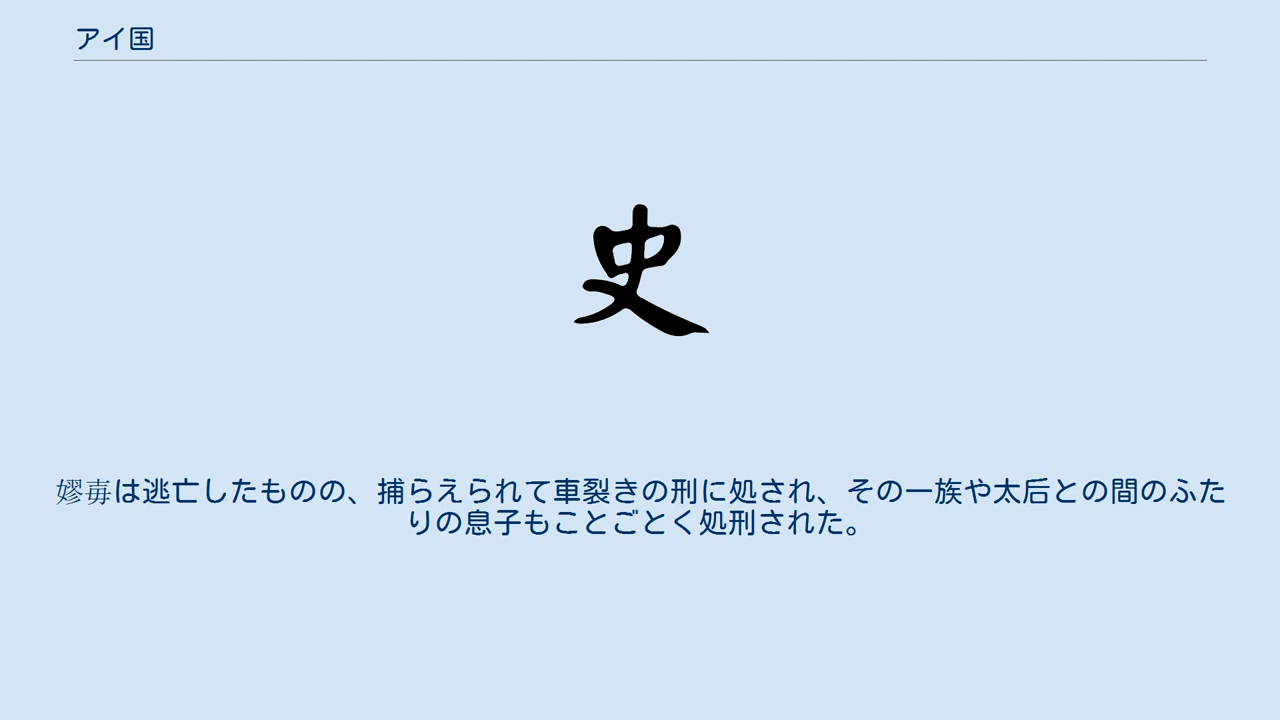 アイ国
史
嫪毐は逃亡したものの、捕らえられて車裂きの刑に処され、その一族や太后との間のふた
りの息子もことごとく処刑された。